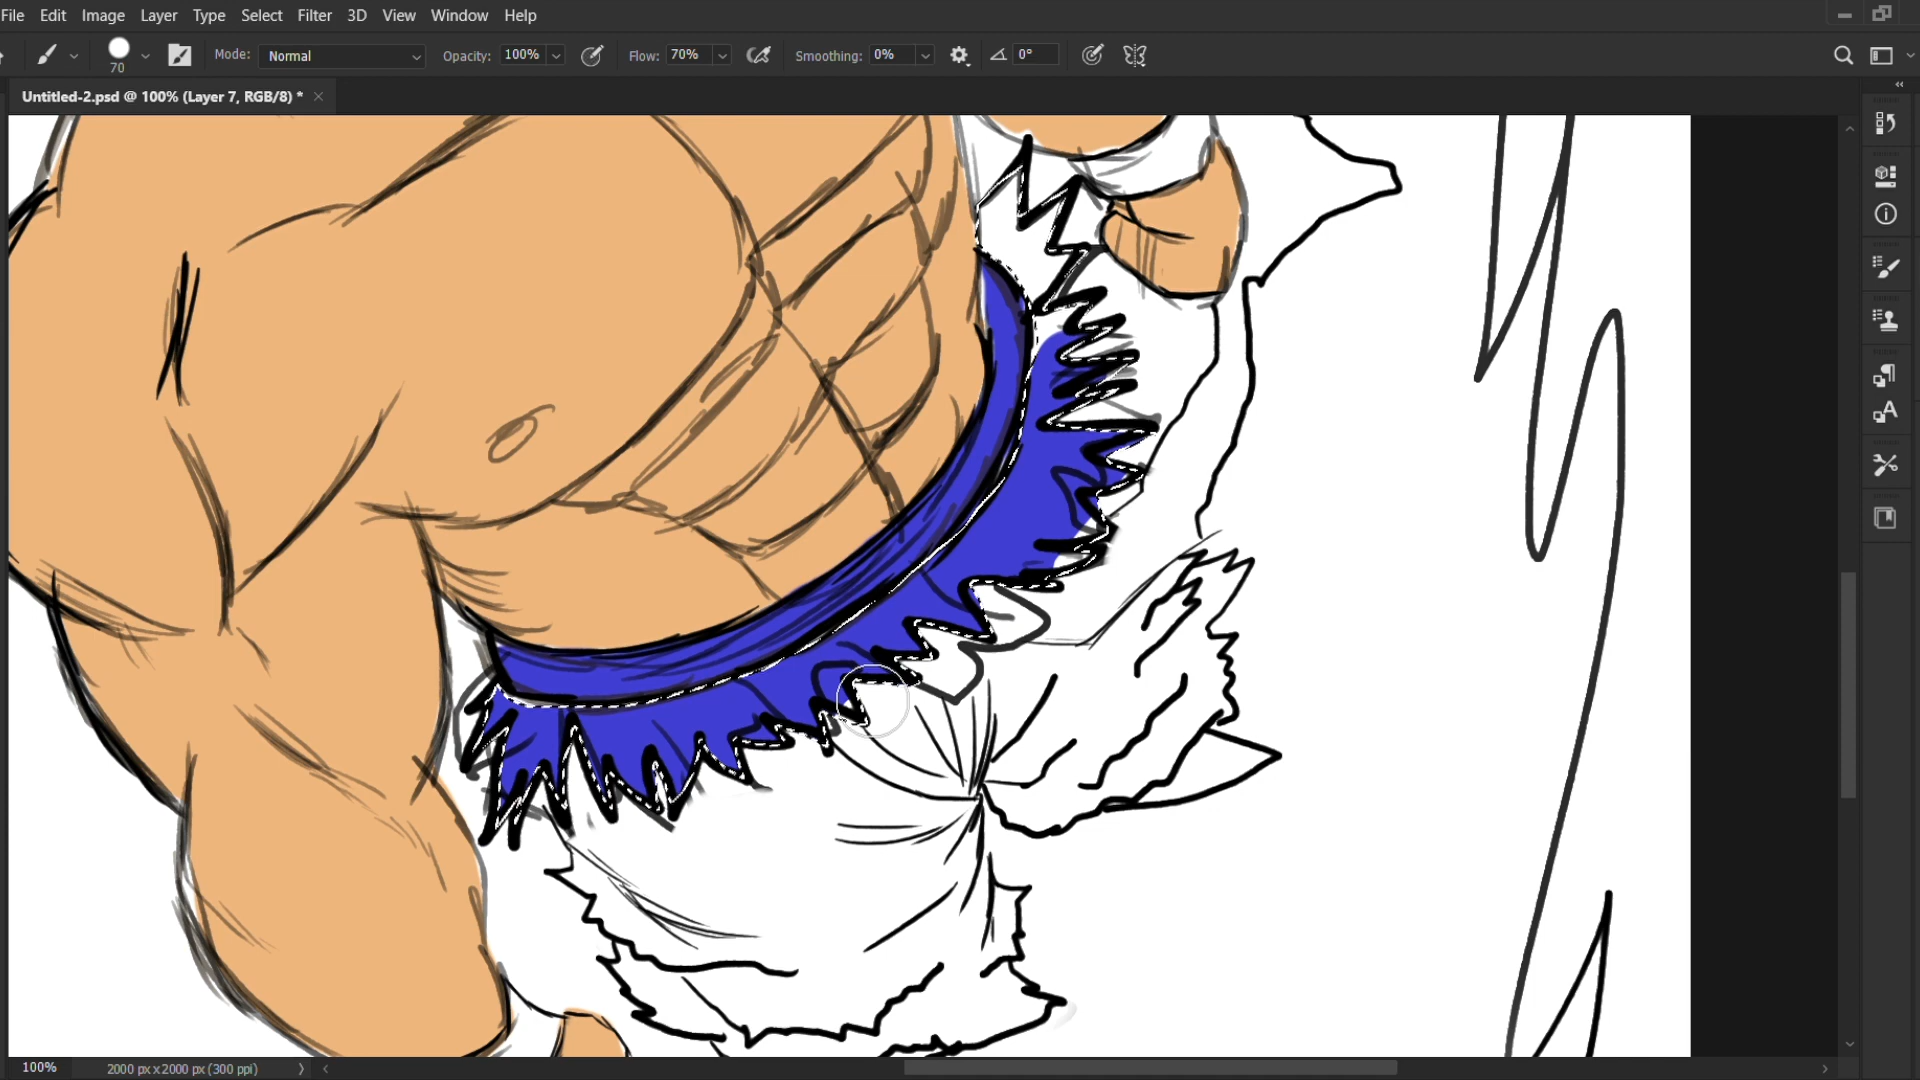 File Edit Image Layer Type Select Filter 3D View Window Help
70 Mode: Normal Opacity: 100% Flow: 70% Smoothing: 0% 0°
Untitled-2.psd @ 100% (Layer 7, RGB/8) *
100% 2000 px x 2000 px (300 ppi)